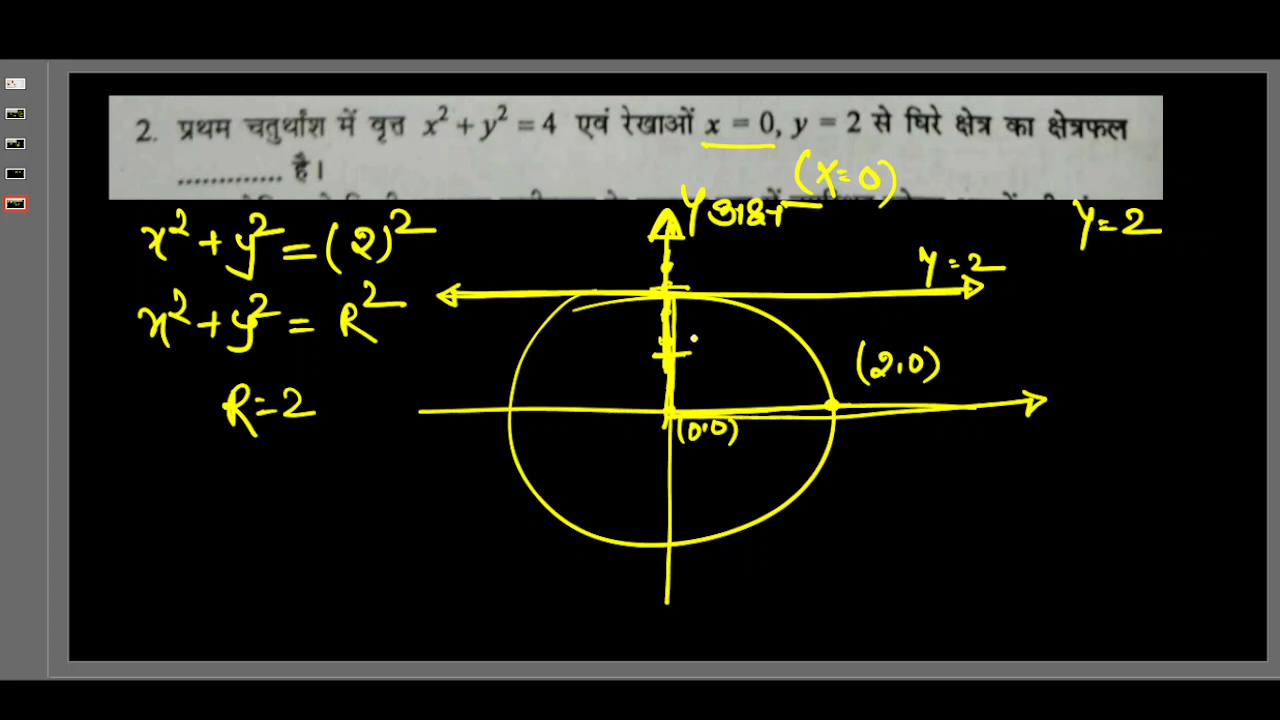 2. प्रथम चतुर्थांश में वृत्त x² + y² = 4 एवं रेखाओं x = 0, y = 2 से घिरे क्षेत्र का क्षेत्रफल
............. है।
(x=0)
y अक्ष
y=2
x²+y²=(2)²
y=2
x²+y²=R²
(2,0)
R=2
(0,0)